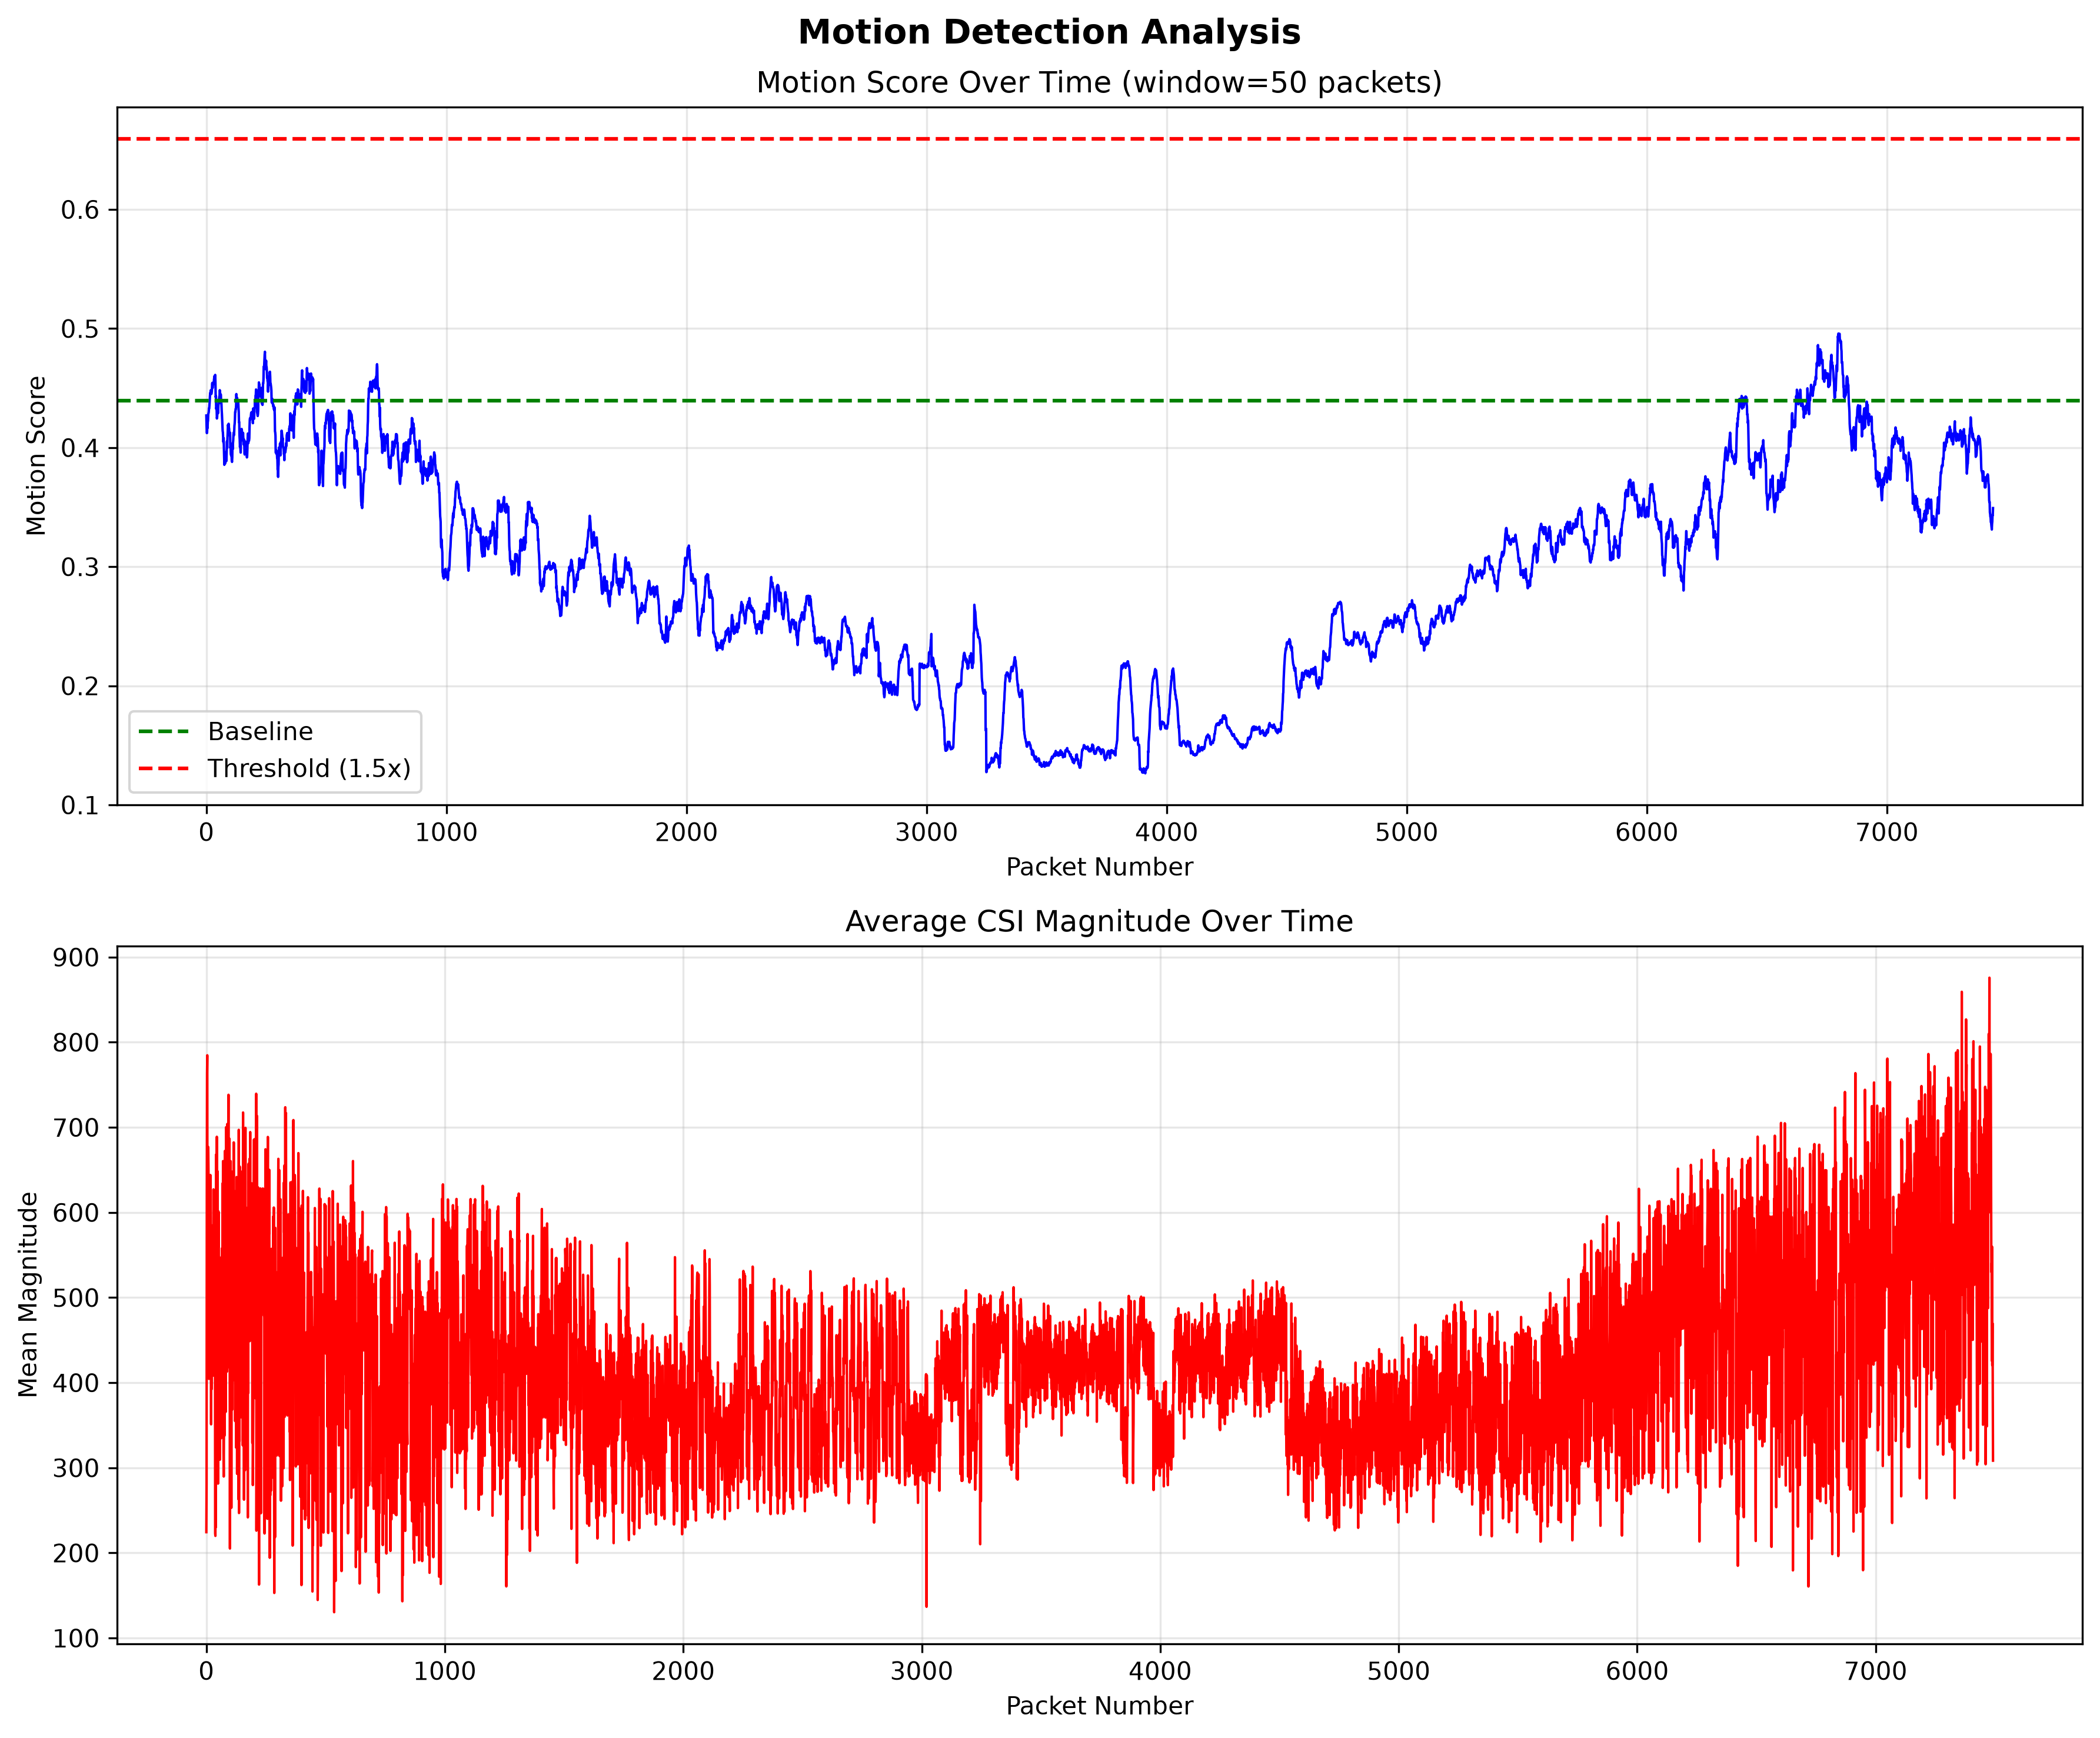 Motion Detection Analysis
Motion Score Over Time (window=50 packets)
Motion Score
0.6
0.5
0.4
0.3
0.2
0.1
Baseline
Threshold (1.5x)
0 1000 2000 3000 4000 5000 6000 7000
Packet Number
Average CSI Magnitude Over Time
Mean Magnitude
900
800
700
600
500
400
300
200
100
0 1000 2000 3000 4000 5000 6000 7000
Packet Number